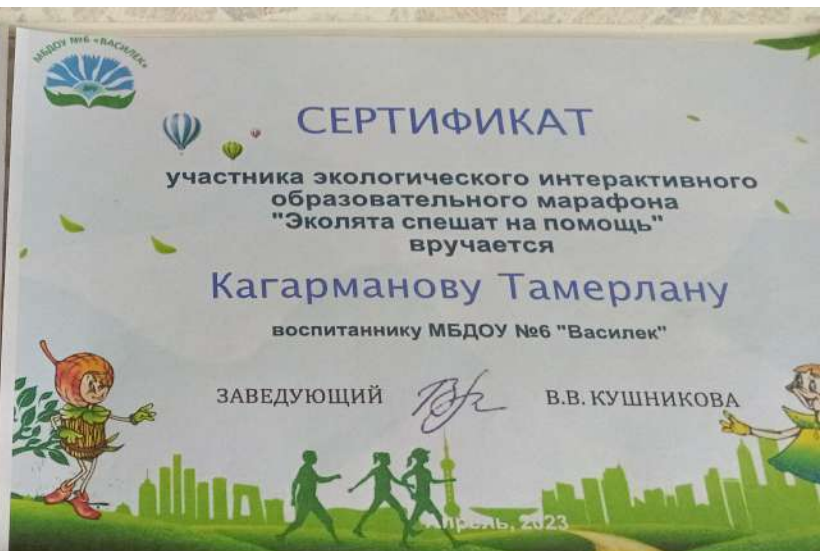 МБДОУ №6 «ВАСИЛЕК»
СЕРТИФИКАТ
участника экологического интерактивного
образовательного марафона
"Эколята спешат на помощь"
вручается
Кагарманову Тамерлану
воспитаннику МБДОУ №6 "Василек"
ЗАВЕДУЮЩИЙ В.В. КУШНИКОВА
Апрель, 2023